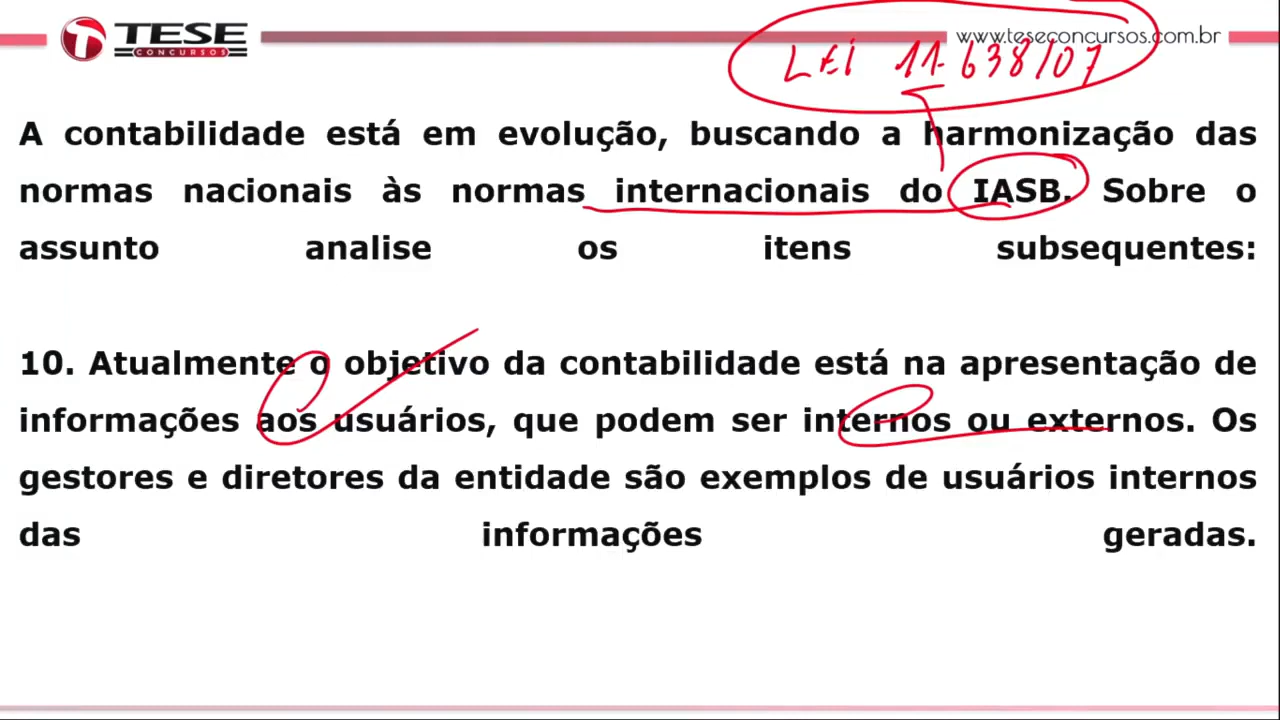 TESE
CONCURSOS
www.teseconcursos.com.br
LEi 11.638/07
A contabilidade está em evolução, buscando a harmonização das
normas nacionais às normas internacionais do IASB. Sobre o
assunto analise os itens subsequentes:
10. Atualmente o objetivo da contabilidade está na apresentação de
informações aos usuários, que podem ser internos ou externos. Os
gestores e diretores da entidade são exemplos de usuários internos
das informações geradas.